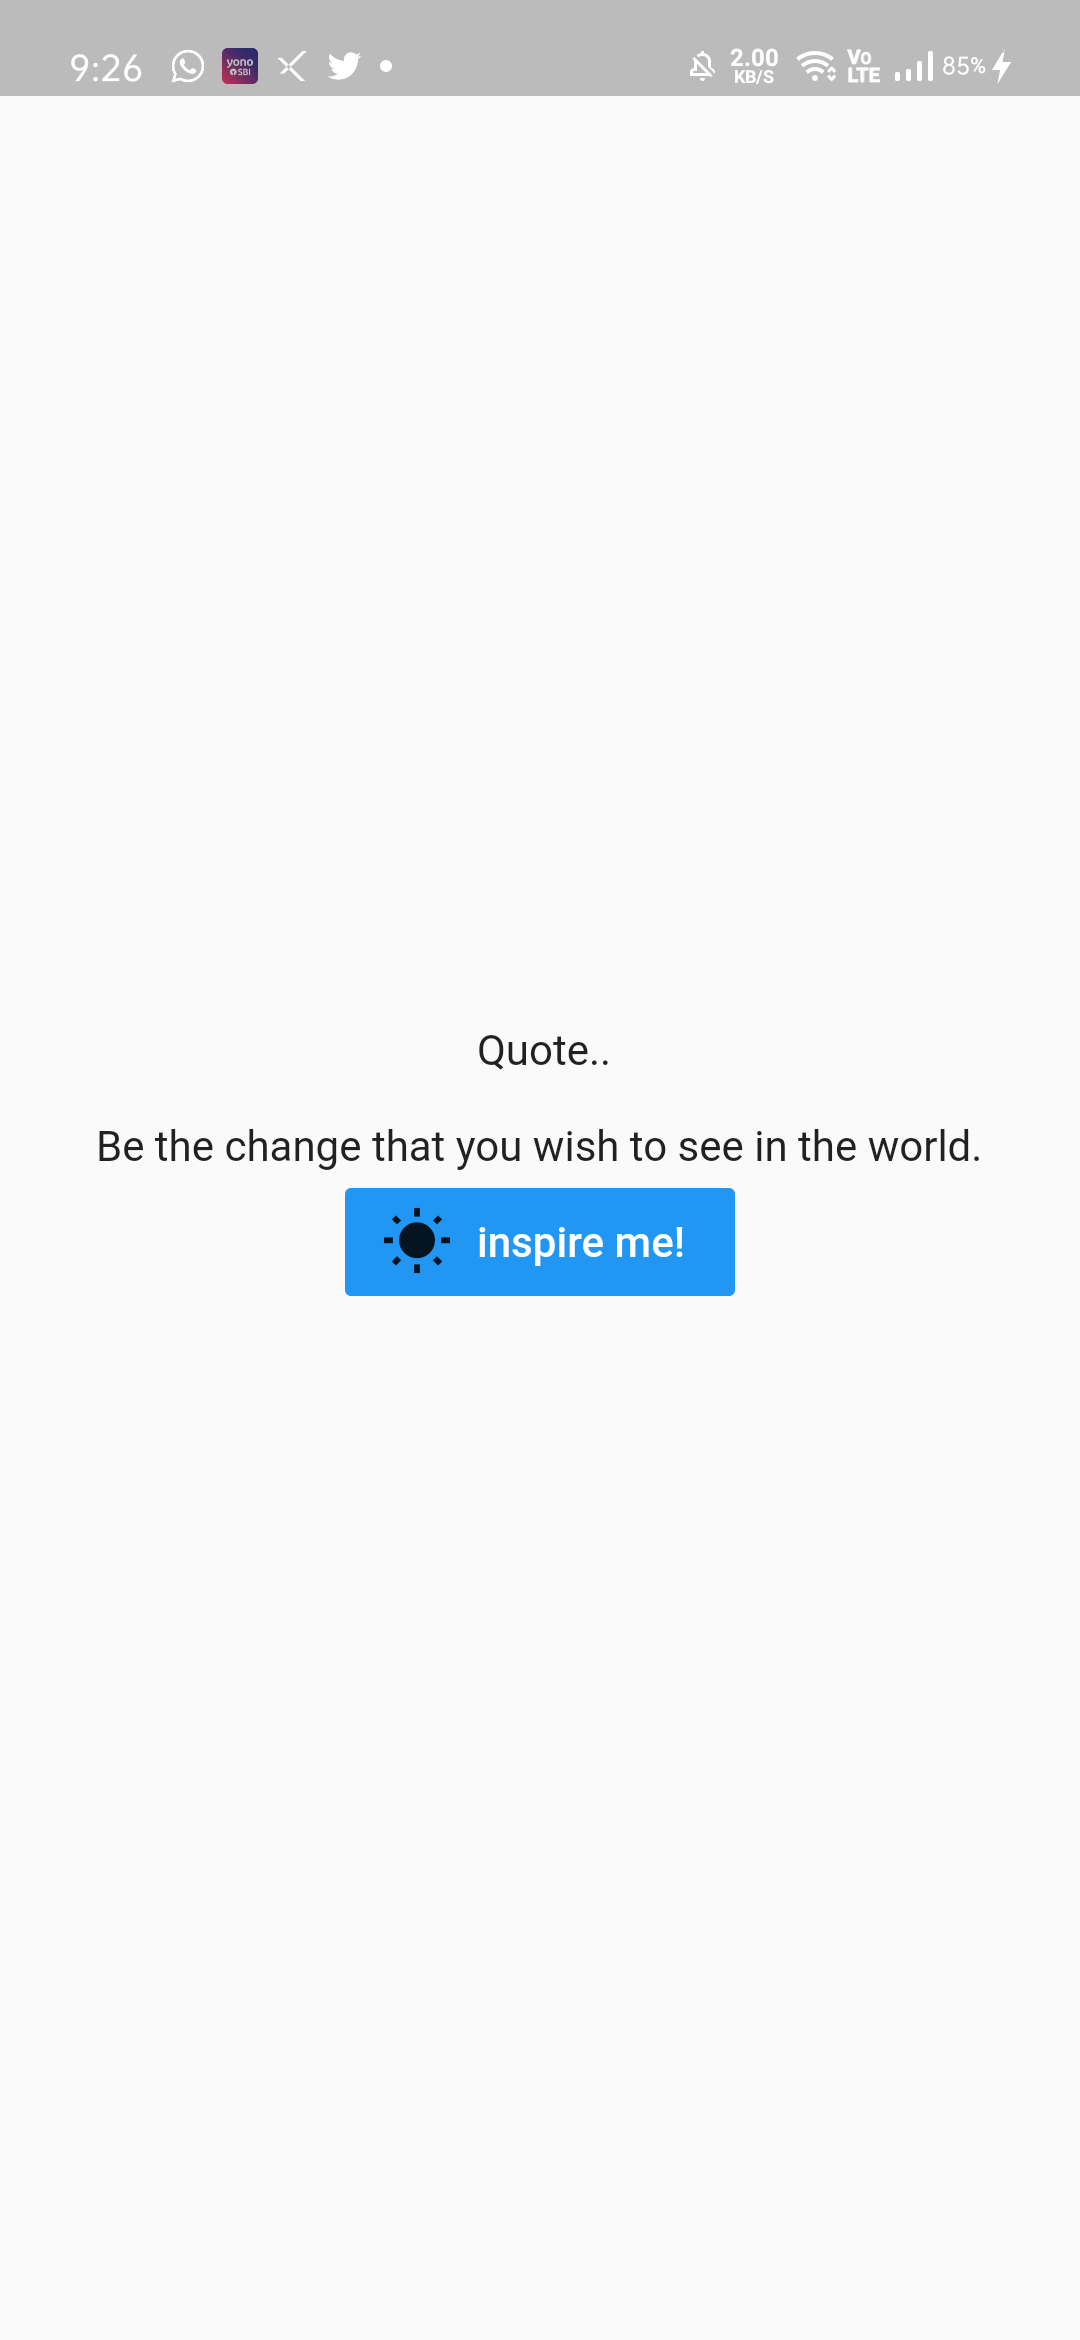 9:26 yono SBI 2.00 KB/S Vo LTE 85%
Quote..
Be the change that you wish to see in the world.
inspire me!